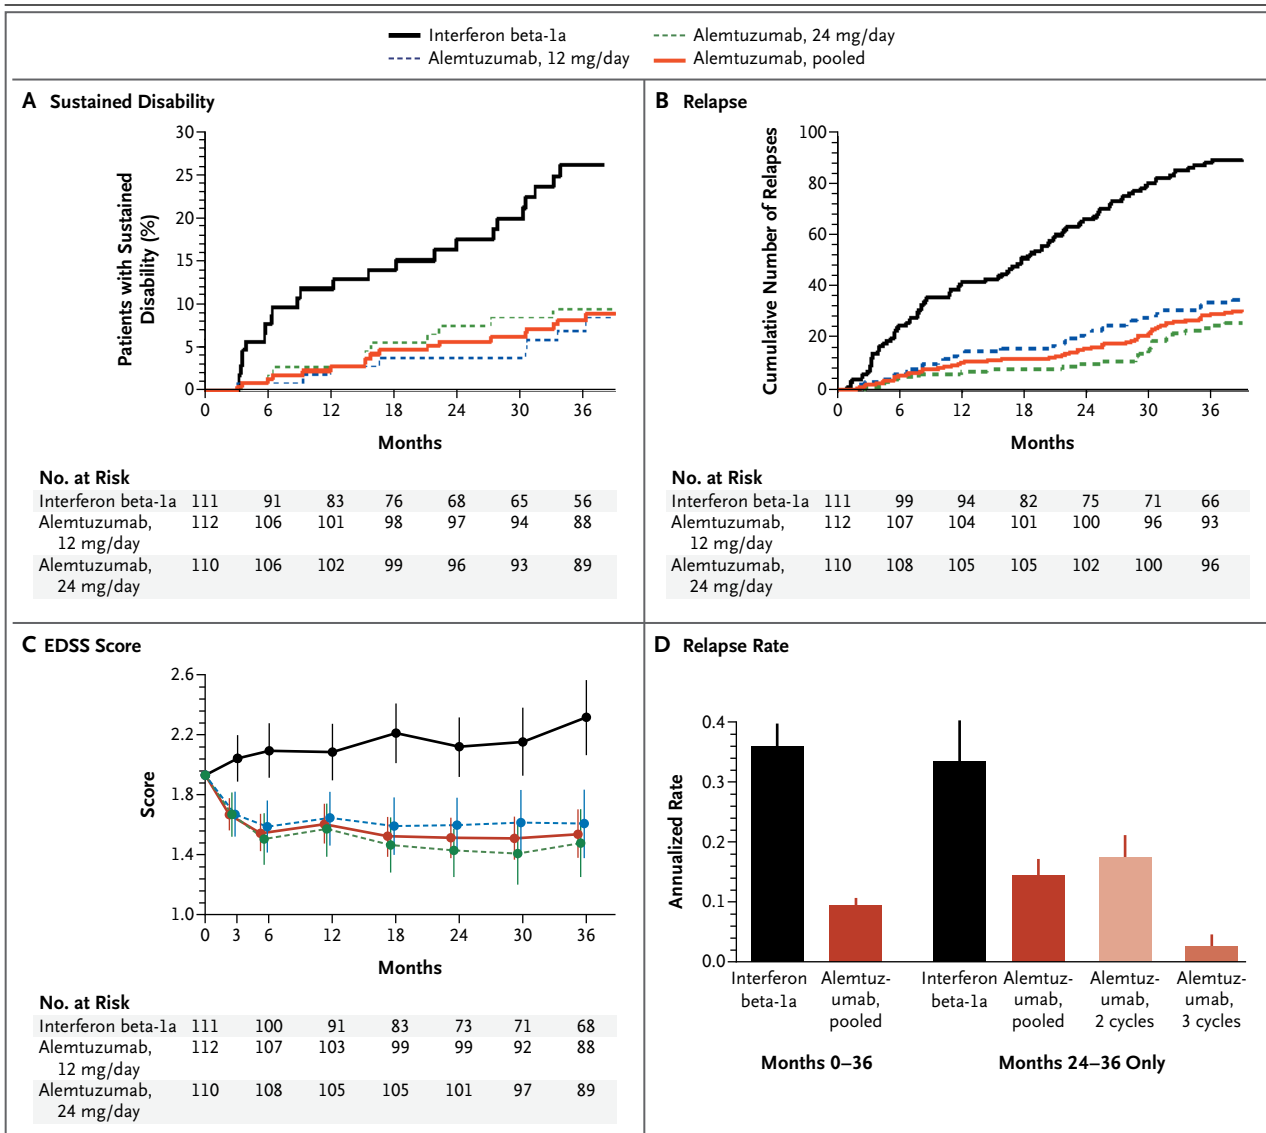 Interferon beta-1a
Alemtuzumab, 24 mg/day
Alemtuzumab, 12 mg/day
Alemtuzumab, pooled
A Sustained Disability
Patients with Sustained
Disability (%)
30
25
20
15
10
5
0
0 6 12 18 24 30 36
Months
No. at Risk
Interferon beta-1a 111 91 83 76 68 65 56
Alemtuzumab, 112 106 101 98 97 94 88
12 mg/day
Alemtuzumab, 110 106 102 99 96 93 89
24 mg/day
B Relapse
Cumulative Number of Relapses
100
80
60
40
20
0
0 6 12 18 24 30 36
Months
No. at Risk
Interferon beta-1a 111 99 94 82 75 71 66
Alemtuzumab, 112 107 104 101 100 96 93
12 mg/day
Alemtuzumab, 110 108 105 105 102 100 96
24 mg/day
C EDSS Score
Score
2.6
2.2
1.8
1.4
1.0
0 3 6 12 18 24 30 36
Months
No. at Risk
Interferon beta-1a 111 100 91 83 73 71 68
Alemtuzumab, 112 107 103 99 99 92 88
12 mg/day
Alemtuzumab, 110 108 105 105 101 97 89
24 mg/day
D Relapse Rate
Annualized Rate
0.4
0.3
0.2
0.1
0.0
Interferon
beta-1a
Alemtuz-
umab,
pooled
Interferon
beta-1a
Alemtuz-
umab,
pooled
Alemtuz-
umab,
2 cycles
Alemtuz-
umab,
3 cycles
Months 0–36
Months 24–36 Only